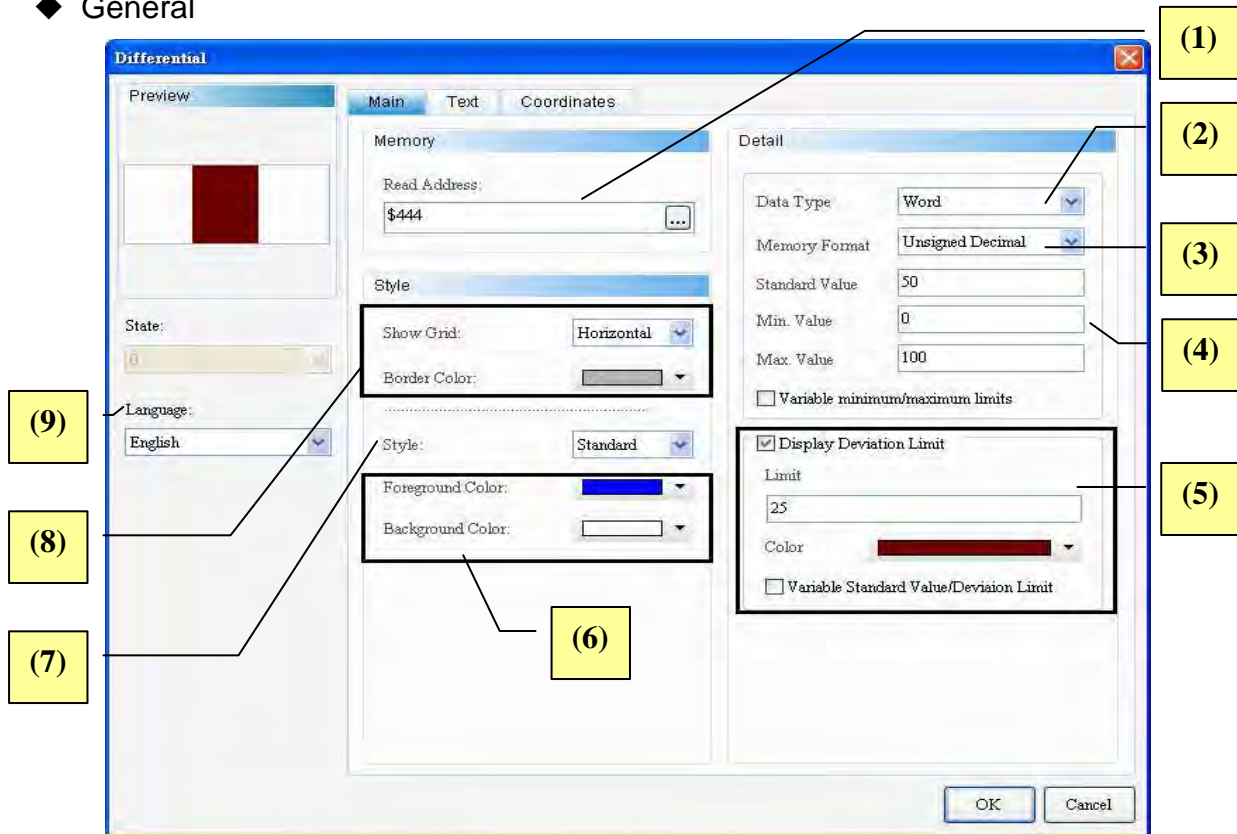 ◆ General
Differential
Preview
State:
0
Language:
English
Main Text Coordinates
Memory
Read Address:
$444
...
Style
Show Grid: Horizontal
Border Color:
Style: Standard
Foreground Color:
Background Color:
Detail
Data Type Word
Memory Format Unsigned Decimal
Standard Value 50
Min. Value 0
Max. Value 100
Variable minimum/maximum limits
Display Deviation Limit
Limit
25
Color
Variable Standard Value/Deviaion Limit
OK Cancel
(1)
(2)
(3)
(4)
(5)
(6)
(7)
(8)
(9)